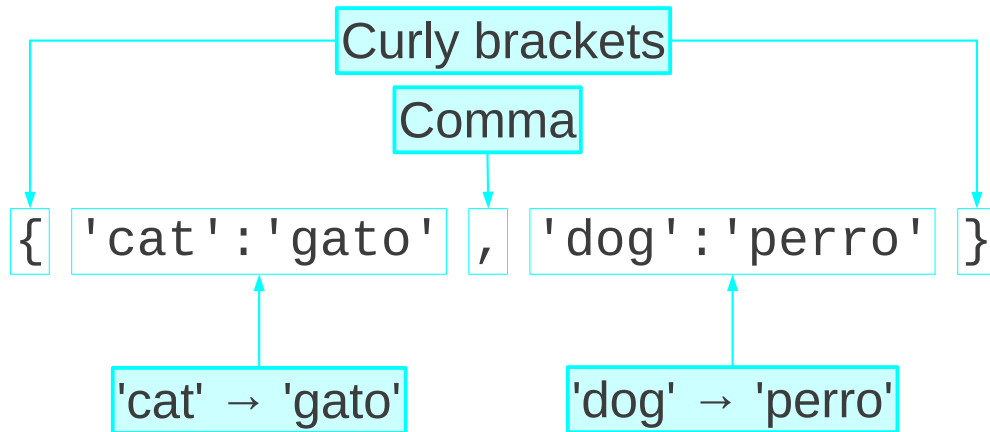 Curly brackets
Comma
{ 'cat':'gato' , 'dog':'perro' }
'cat' → 'gato' 'dog' → 'perro'